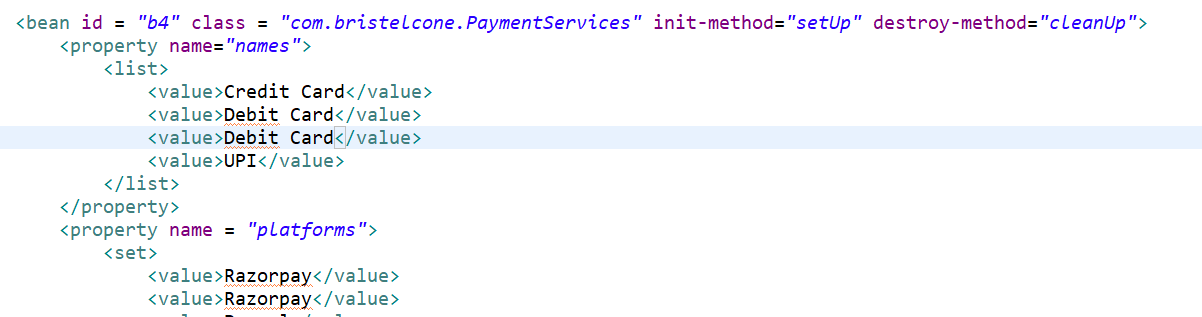 <bean id = "b4" class = "com.bristelcone.PaymentServices" init-method="setUp" destroy-method="cleanUp">
<property name="names">
<list>
<value>Credit Card</value>
<value>Debit Card</value>
<value>Debit Card</value>
<value>UPI</value>
</list>
</property>
<property name = "platforms">
<set>
<value>Razorpay</value>
<value>Razorpay</value>